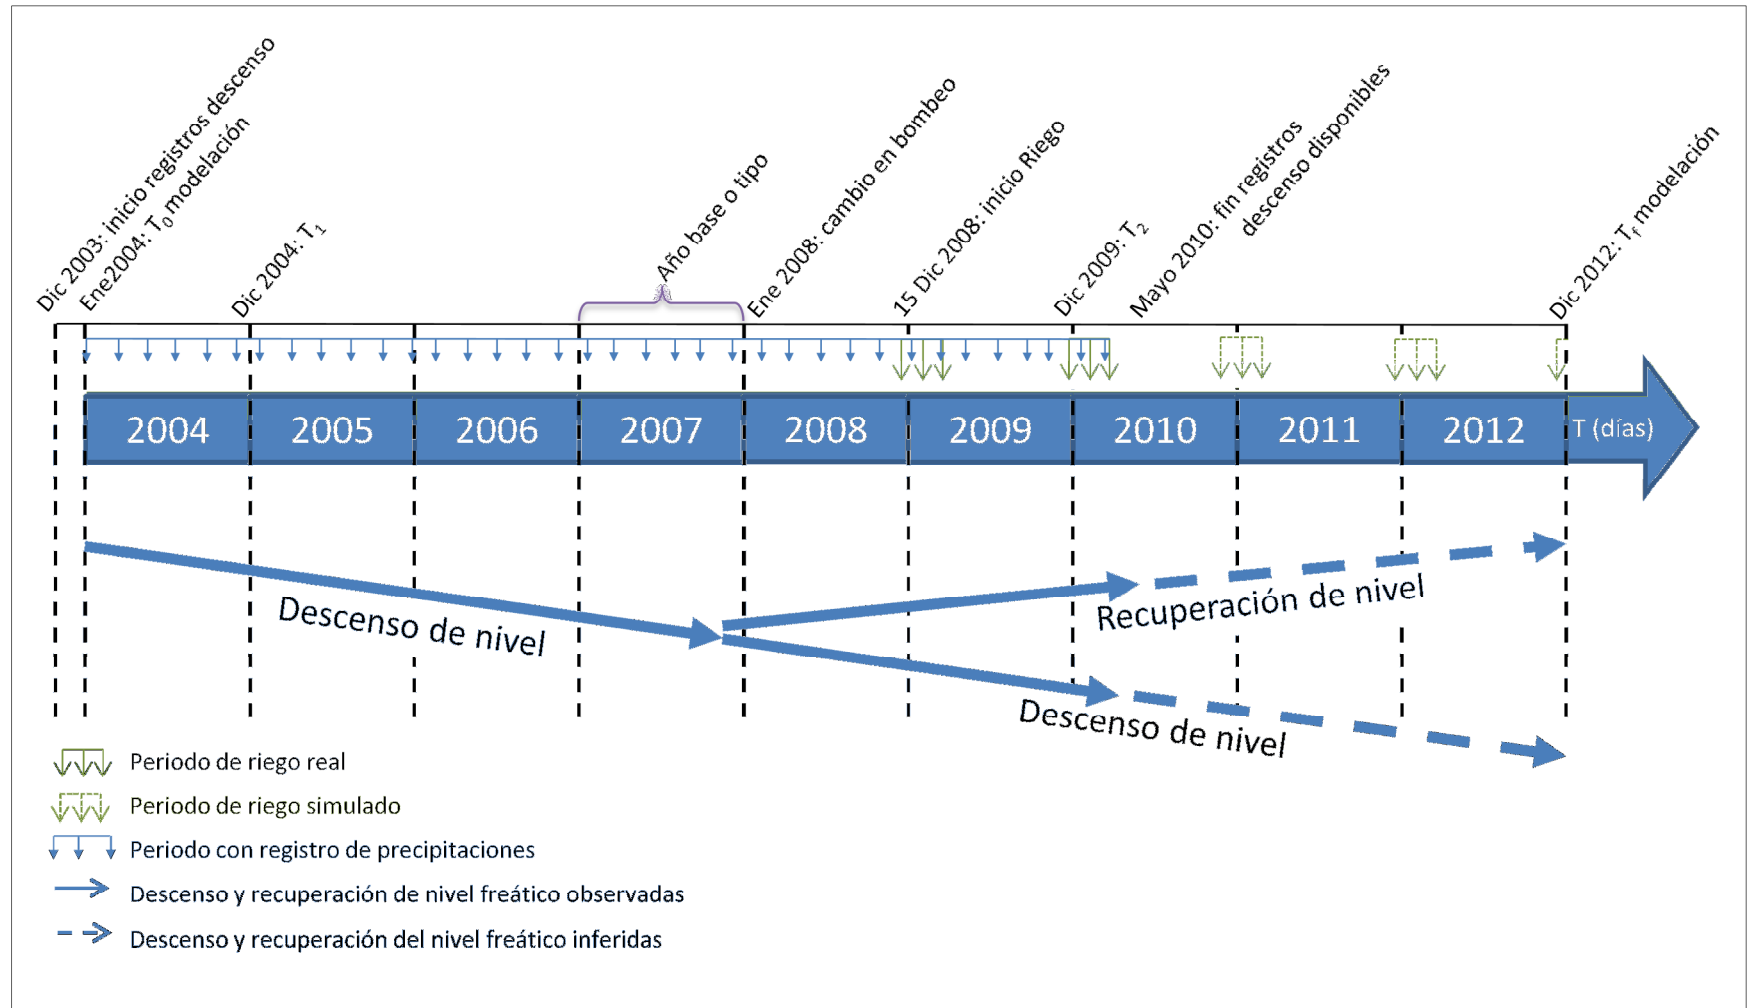 Dic 2003: inicio registros descenso
Ene2004: T0 modelación
Dic 2004: T1
Año base o tipo
Ene 2008: cambio en bombeo
15 Dic 2008: inicio Riego
Dic 2009: T2
Mayo 2010: fin registros
descenso disponibles
Dic 2012: Tf modelación
2004 2005 2006 2007 2008 2009 2010 2011 2012 T (días)
Descenso de nivel
Recuperación de nivel
Descenso de nivel
Periodo de riego real
Periodo de riego simulado
Periodo con registro de precipitaciones
Descenso y recuperación de nivel freático observadas
Descenso y recuperación del nivel freático inferidas